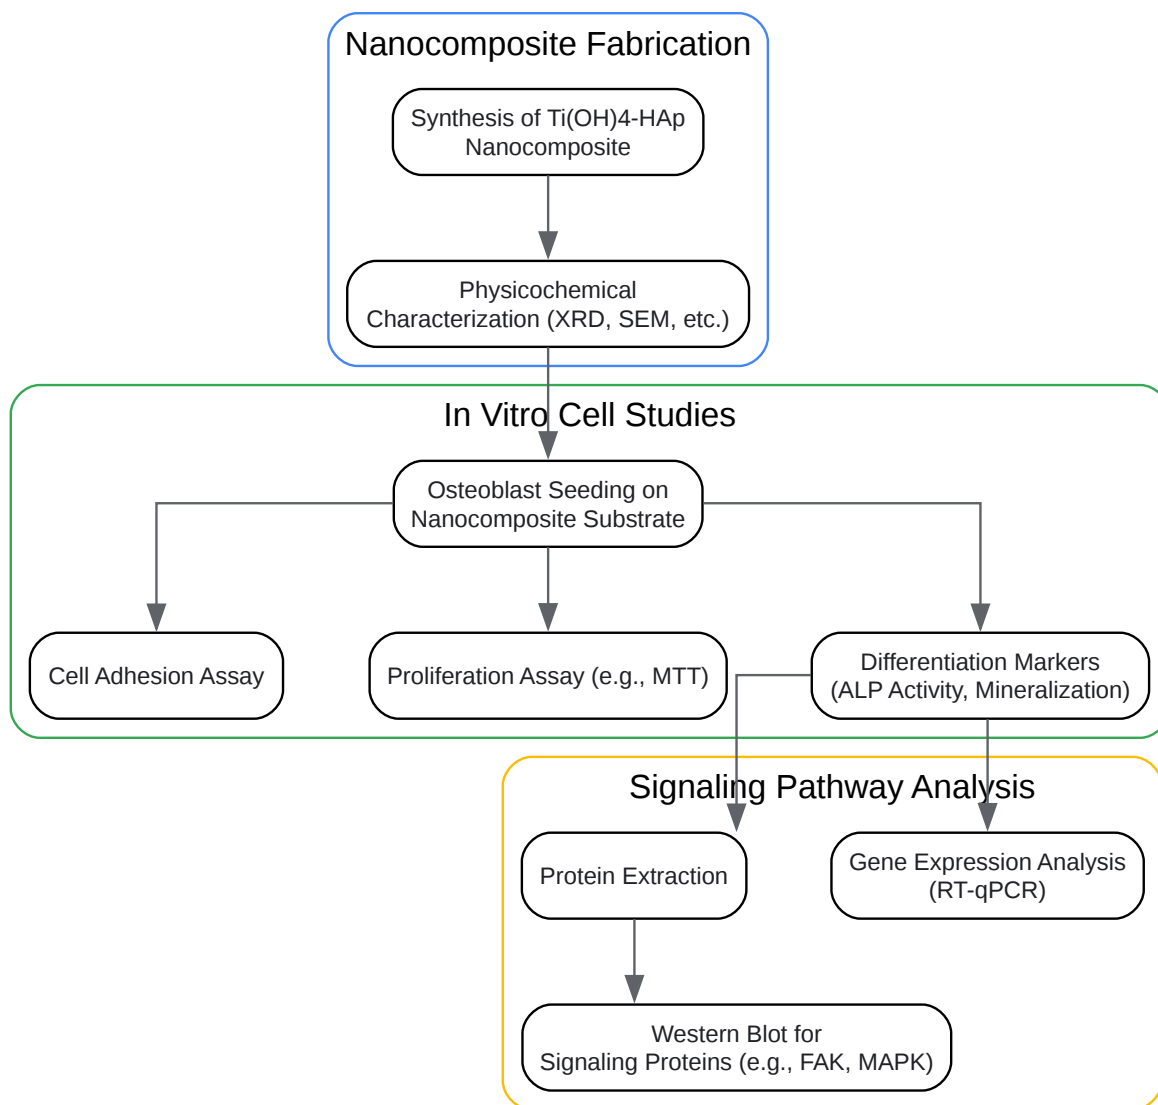 Nanocomposite Fabrication
Synthesis of Ti(OH)4-HAp
Nanocomposite
Physicochemical
Characterization (XRD, SEM, etc.)
In Vitro Cell Studies
Osteoblast Seeding on
Nanocomposite Substrate
Cell Adhesion Assay
Proliferation Assay (e.g., MTT)
Differentiation Markers
(ALP Activity, Mineralization)
Signaling Pathway Analysis
Protein Extraction
Gene Expression Analysis
(RT-qPCR)
Western Blot for
Signaling Proteins (e.g., FAK, MAPK)